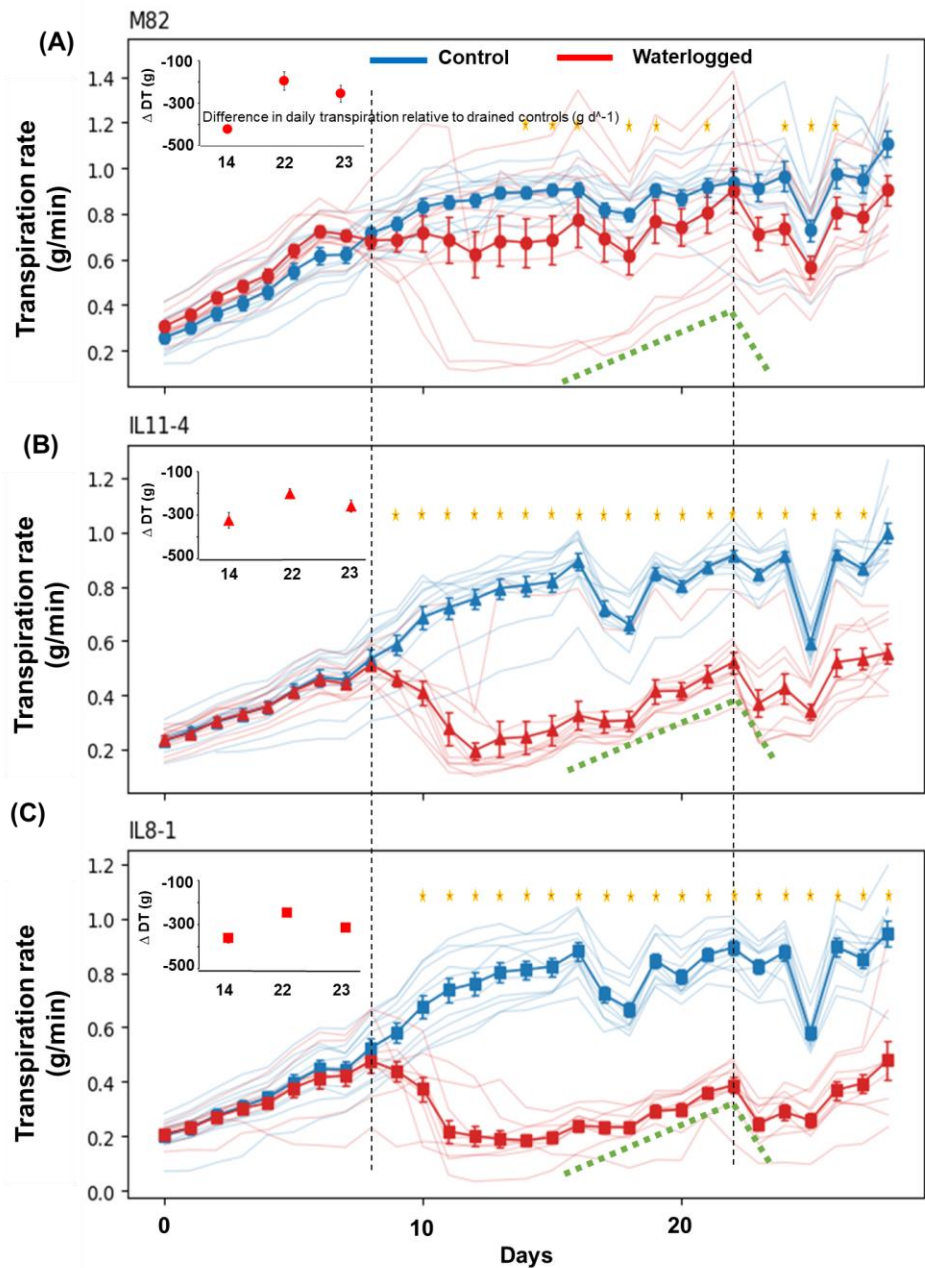 M82
(A)
Control
Waterlogged
Δ DT (g)
-100
-300
-500
14 22 23
Difference in daily transpiration relative to drained controls (g d^-1)
Transpiration rate
(g/min)
1.4
1.2
1.0
0.8
0.6
0.4
0.2
IL11-4
(B)
Δ DT (g)
-100
-300
-500
14 22 23
Transpiration rate
(g/min)
1.2
1.0
0.8
0.6
0.4
0.2
(C)
IL8-1
Δ DT (g)
-100
-300
-500
14 22 23
Transpiration rate
(g/min)
1.2
1.0
0.8
0.6
0.4
0.2
0.0
0 10 20
Days